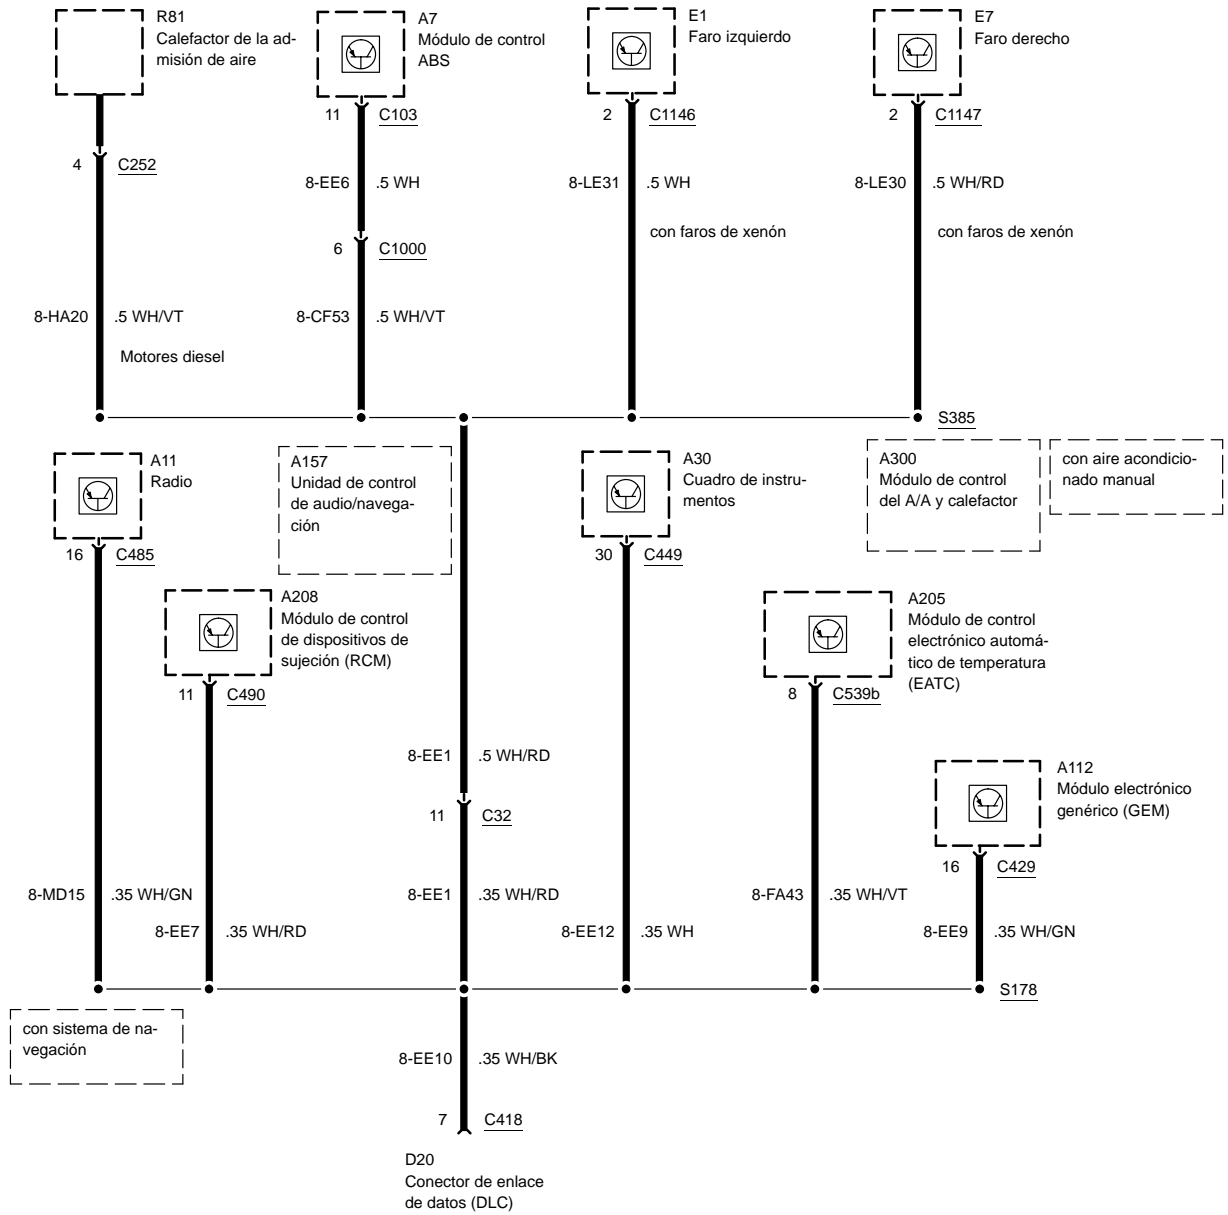 R81
Calefactor de la ad-
misión de aire
A7
Módulo de control
ABS
E1
Faro izquierdo
E7
Faro derecho
11 C103
2 C1146
2 C1147
4 C252
8-EE6 .5 WH
8-LE31 .5 WH
8-LE30 .5 WH/RD
con faros de xenón
con faros de xenón
6 C1000
8-HA20 .5 WH/VT
8-CF53 .5 WH/VT
Motores diesel
S385
A11
Radio
A157
Unidad de control
de audio/navega-
ción
A30
Cuadro de instru-
mentos
A300
Módulo de control
del A/A y calefactor
con aire acondicio-
nado manual
16 C485
30 C449
A208
Módulo de control
de dispositivos de
sujeción (RCM)
A205
Módulo de control
electrónico automá-
tico de temperatura
(EATC)
11 C490
8 C539b
8-EE1 .5 WH/RD
A112
Módulo electrónico
genérico (GEM)
11 C32
16 C429
8-MD15 .35 WH/GN
8-EE1 .35 WH/RD
8-FA43 .35 WH/VT
8-EE7 .35 WH/RD
8-EE12 .35 WH
8-EE9 .35 WH/GN
S178
con sistema de na-
vegación
8-EE10 .35 WH/BK
7 C418
D20
Conector de enlace
de datos (DLC)